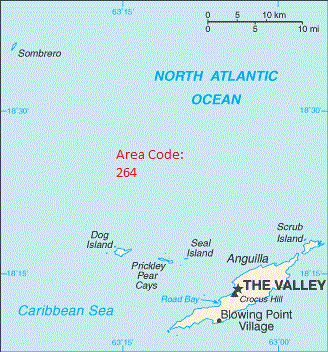 63 15
0 5 10 km
0 5 10 mi
Sombrero
NORTH ATLANTIC
OCEAN
18 30
18 30
Area Code:
264
Dog
Island
Prickley
Pear
Cays
Seal
Island
Scrub
Island
Anguilla
18 15
18 15
THE VALLEY
Road Bay
Crocus Hill
Caribbean Sea
Blowing Point
Village
63 15
63 00